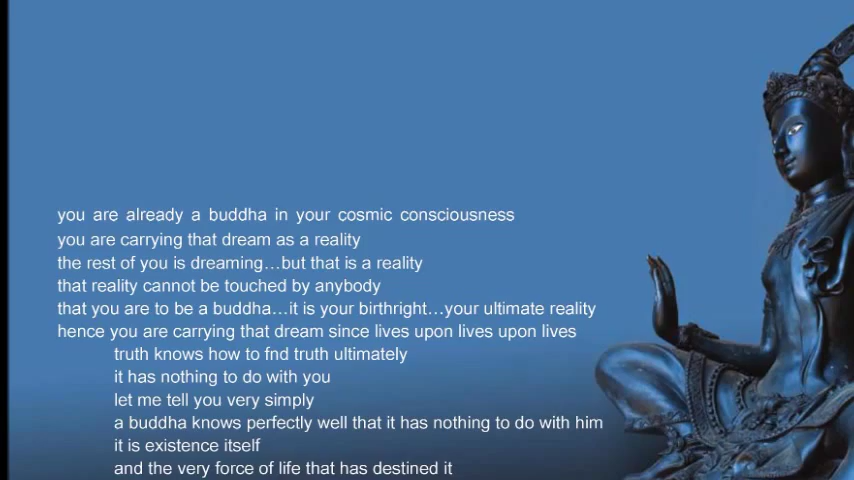 you are already a buddha in your cosmic consciousness
you are carrying that dream as a reality
the rest of you is dreaming…but that is a reality
that reality cannot be touched by anybody
that you are to be a buddha…it is your birthright…your ultimate reality
hence you are carrying that dream since lives upon lives upon lives
truth knows how to fnd truth ultimately
it has nothing to do with you
let me tell you very simply
a buddha knows perfectly well that it has nothing to do with him
it is existence itself
and the very force of life that has destined it